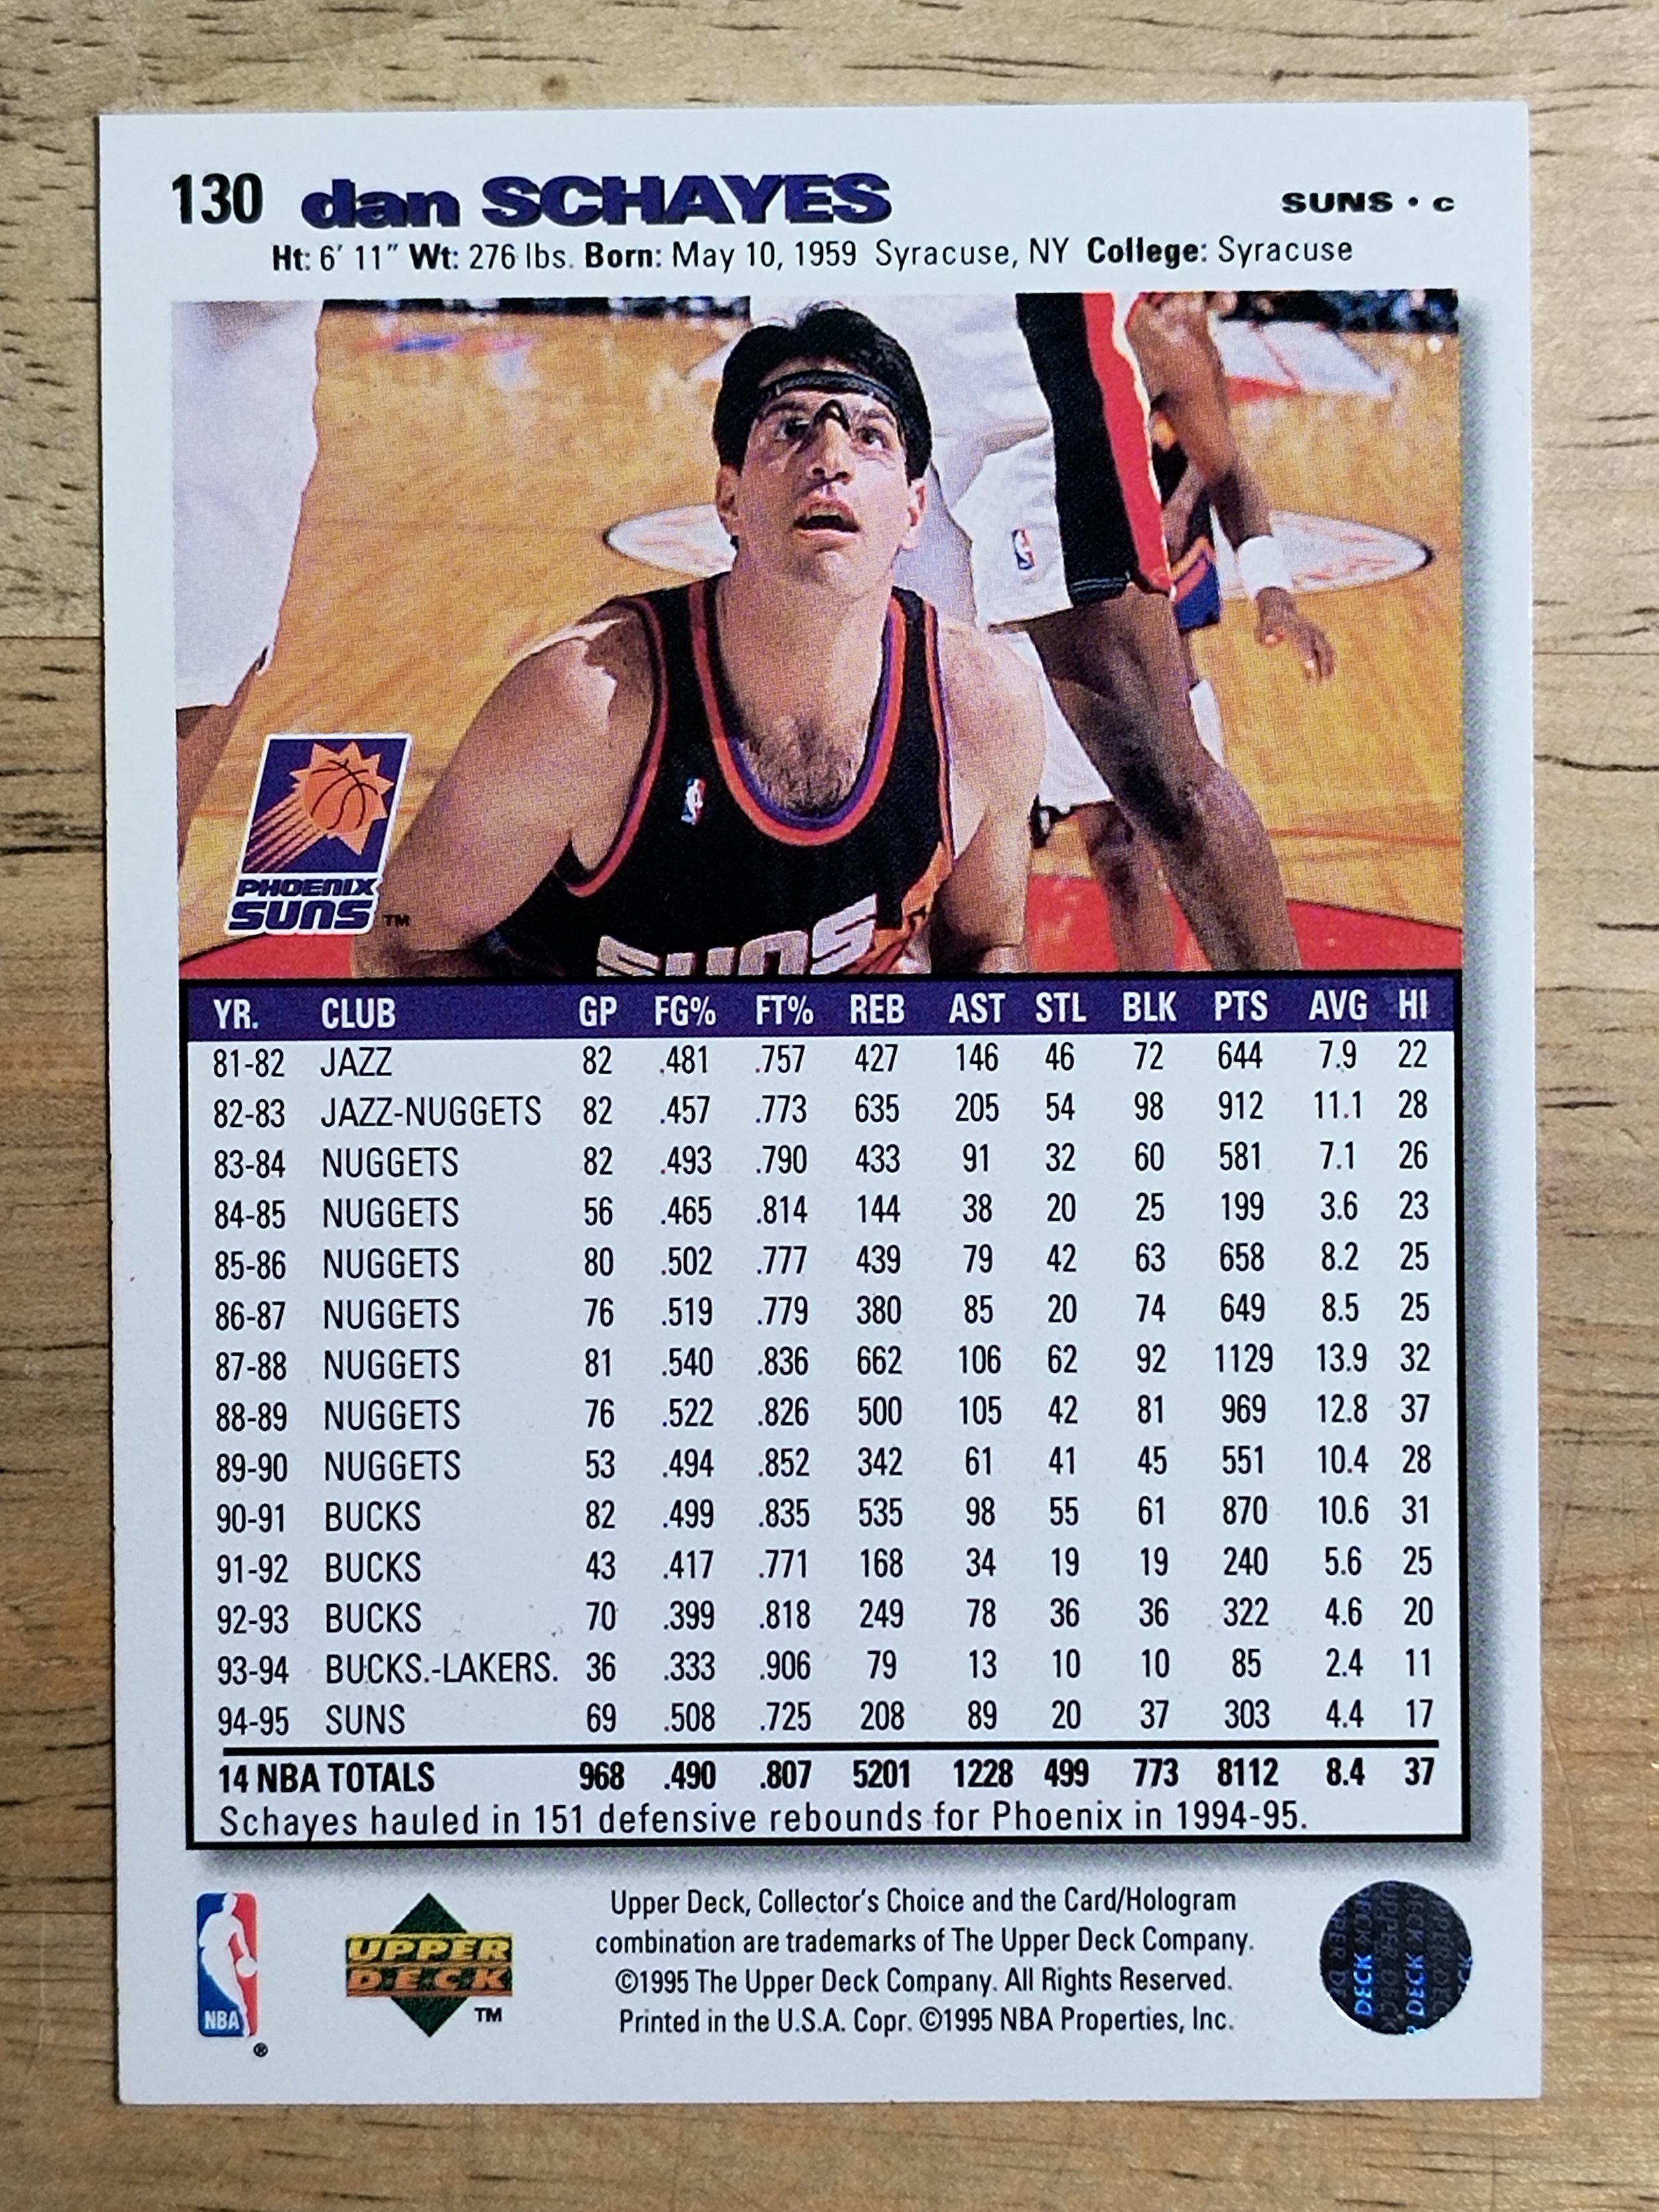 130 dan SCHAYES SUNS • C
Ht: 6' 11" Wt: 276 lbs. Born: May 10, 1959 Syracuse, NY College: Syracuse
PHOENIX
SUNS TM
SUNS
YR. CLUB GP FG% FT% REB AST STL BLK PTS AVG HI
81-82 JAZZ 82 .481 .757 427 146 46 72 644 7.9 22
82-83 JAZZ-NUGGETS 82 .457 .773 635 205 54 98 912 11.1 28
83-84 NUGGETS 82 .493 .790 433 91 32 60 581 7.1 26
84-85 NUGGETS 56 .465 .814 144 38 20 25 199 3.6 23
85-86 NUGGETS 80 .502 .777 439 79 42 63 658 8.2 25
86-87 NUGGETS 76 .519 .779 380 85 20 74 649 8.5 25
87-88 NUGGETS 81 .540 .836 662 106 62 92 1129 13.9 32
88-89 NUGGETS 76 .522 .826 500 105 42 81 969 12.8 37
89-90 NUGGETS 53 .494 .852 342 61 41 45 551 10.4 28
90-91 BUCKS 82 .499 .835 535 98 55 61 870 10.6 31
91-92 BUCKS 43 .417 .771 168 34 19 19 240 5.6 25
92-93 BUCKS 70 .399 .818 249 78 36 36 322 4.6 20
93-94 BUCKS.-LAKERS. 36 .333 .906 79 13 10 10 85 2.4 11
94-95 SUNS 69 .508 .725 208 89 20 37 303 4.4 17
14 NBA TOTALS 968 .490 .807 5201 1228 499 773 8112 8.4 37
Schayes hauled in 151 defensive rebounds for Phoenix in 1994-95.
NBA ®
UPPER
DECK TM
Upper Deck, Collector's Choice and the Card/Hologram
combination are trademarks of The Upper Deck Company.
©1995 The Upper Deck Company. All Rights Reserved.
Printed in the U.S.A. Copr. ©1995 NBA Properties, Inc.
DECK
DECK